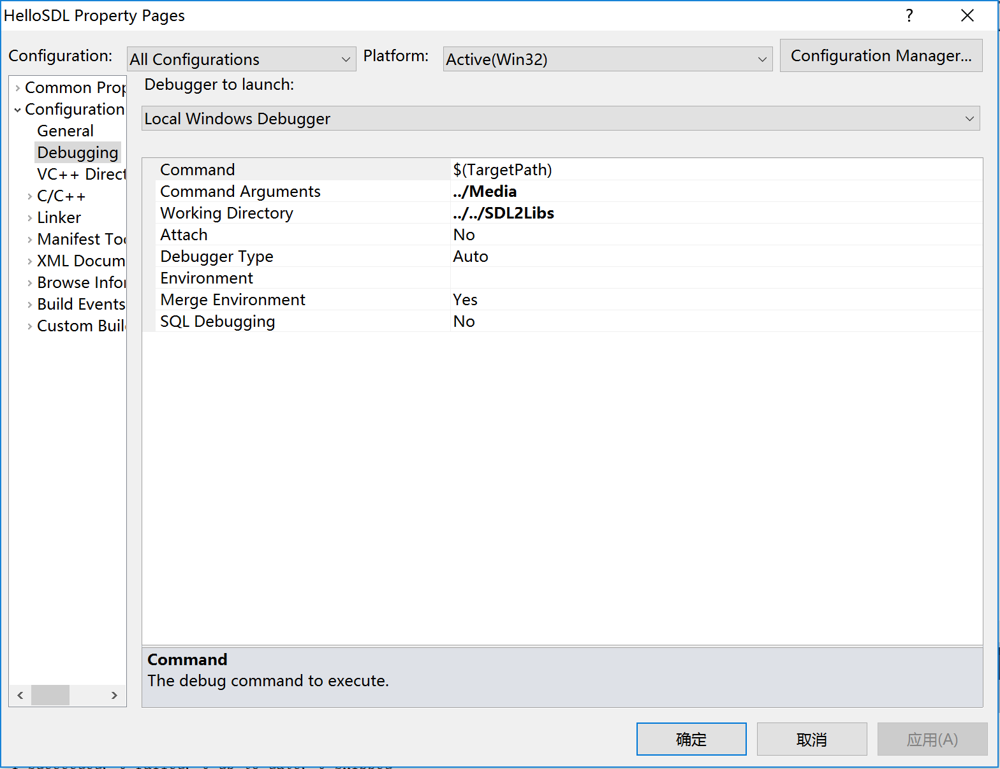 HelloSDL Property Pages
?
Configuration: All Configurations Platform: Active(Win32) Configuration Manager...
Common Prop
Configuration
General
Debugging
VC++ Direct
C/C++
Linker
Manifest Too
XML Docum
Browse Infor
Build Events
Custom Buil
Debugger to launch:
Local Windows Debugger
Command $(TargetPath)
Command Arguments ../Media
Working Directory ../../SDL2Libs
Attach No
Debugger Type Auto
Environment
Merge Environment Yes
SQL Debugging No
Command
The debug command to execute.
确定 取消 应用(A)